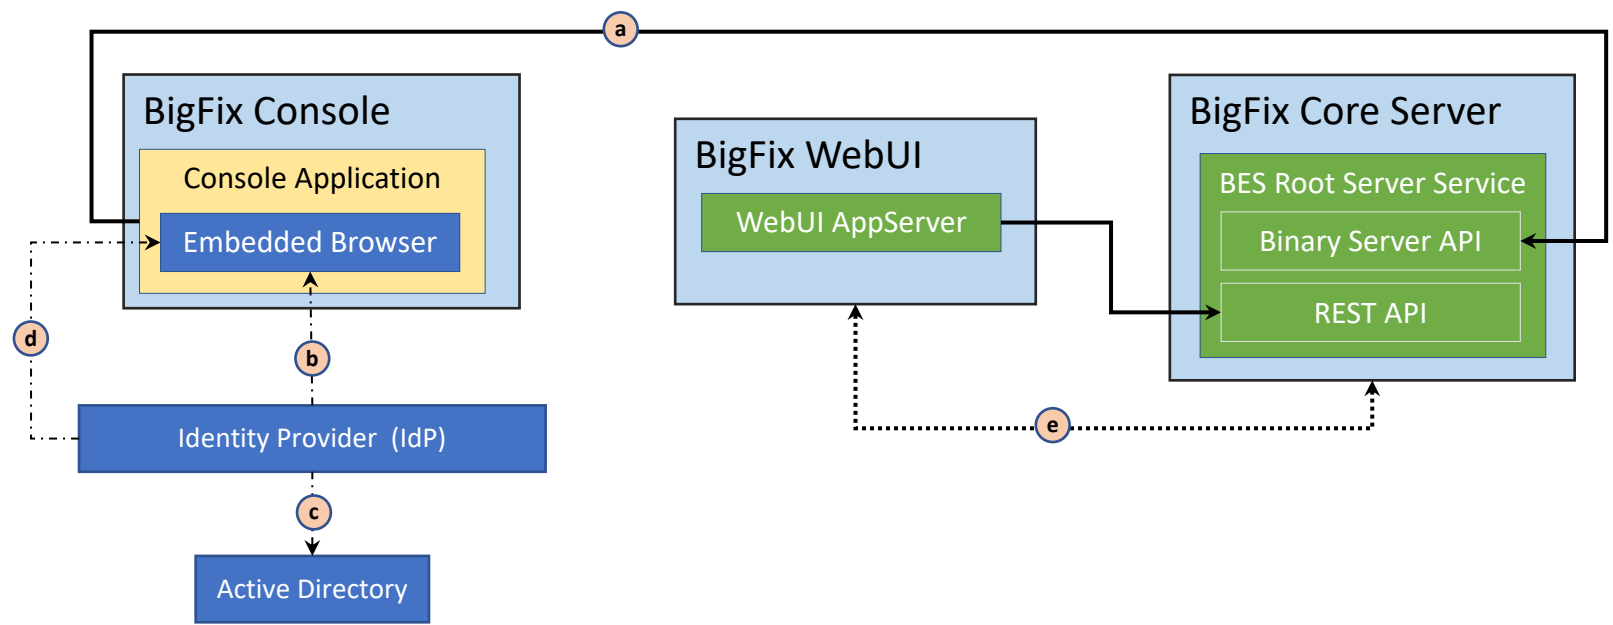 a
BigFix Console
Console Application
Embedded Browser
BigFix WebUI
WebUI AppServer
BigFix Core Server
BES Root Server Service
Binary Server API
REST API
d
b
Identity Provider (IdP)
e
c
Active Directory